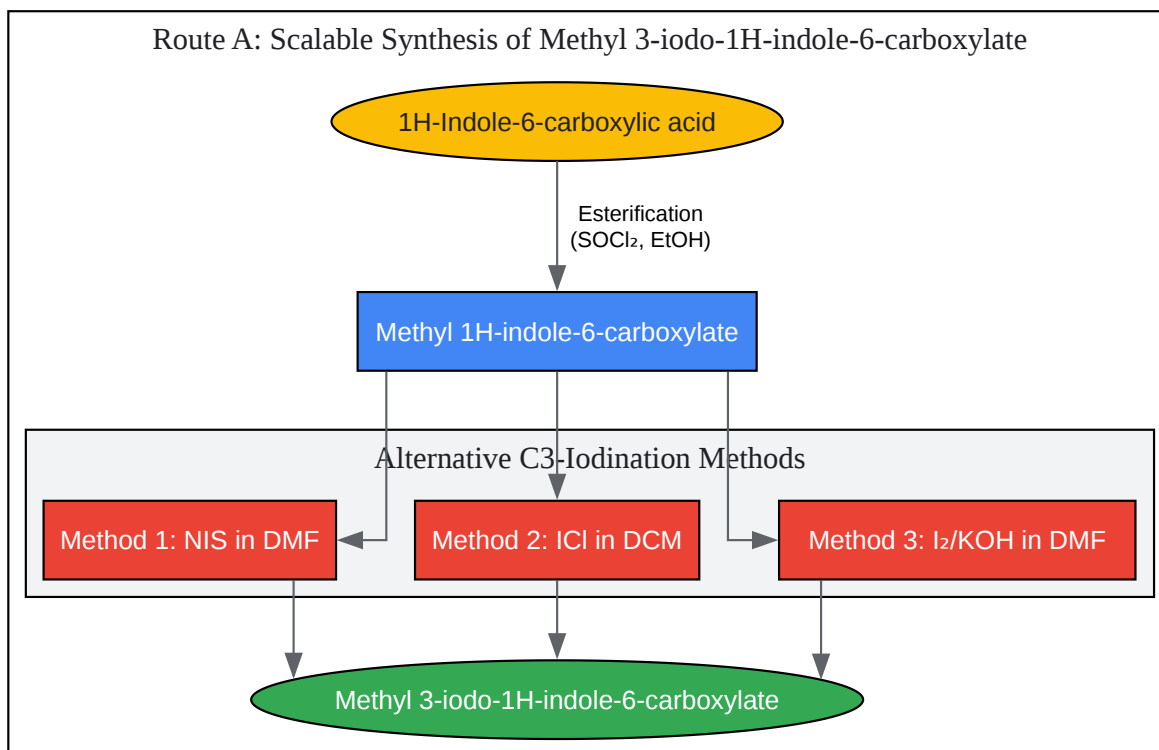 Route A: Scalable Synthesis of Methyl 3-iodo-1H-indole-6-carboxylate
1H-Indole-6-carboxylic acid
Esterification
(SOCl₂, EtOH)
Methyl 1H-indole-6-carboxylate
Alternative C3-Iodination Methods
Method 1: NIS in DMF
Method 2: ICl in DCM
Method 3: I₂/KOH in DMF
Methyl 3-iodo-1H-indole-6-carboxylate